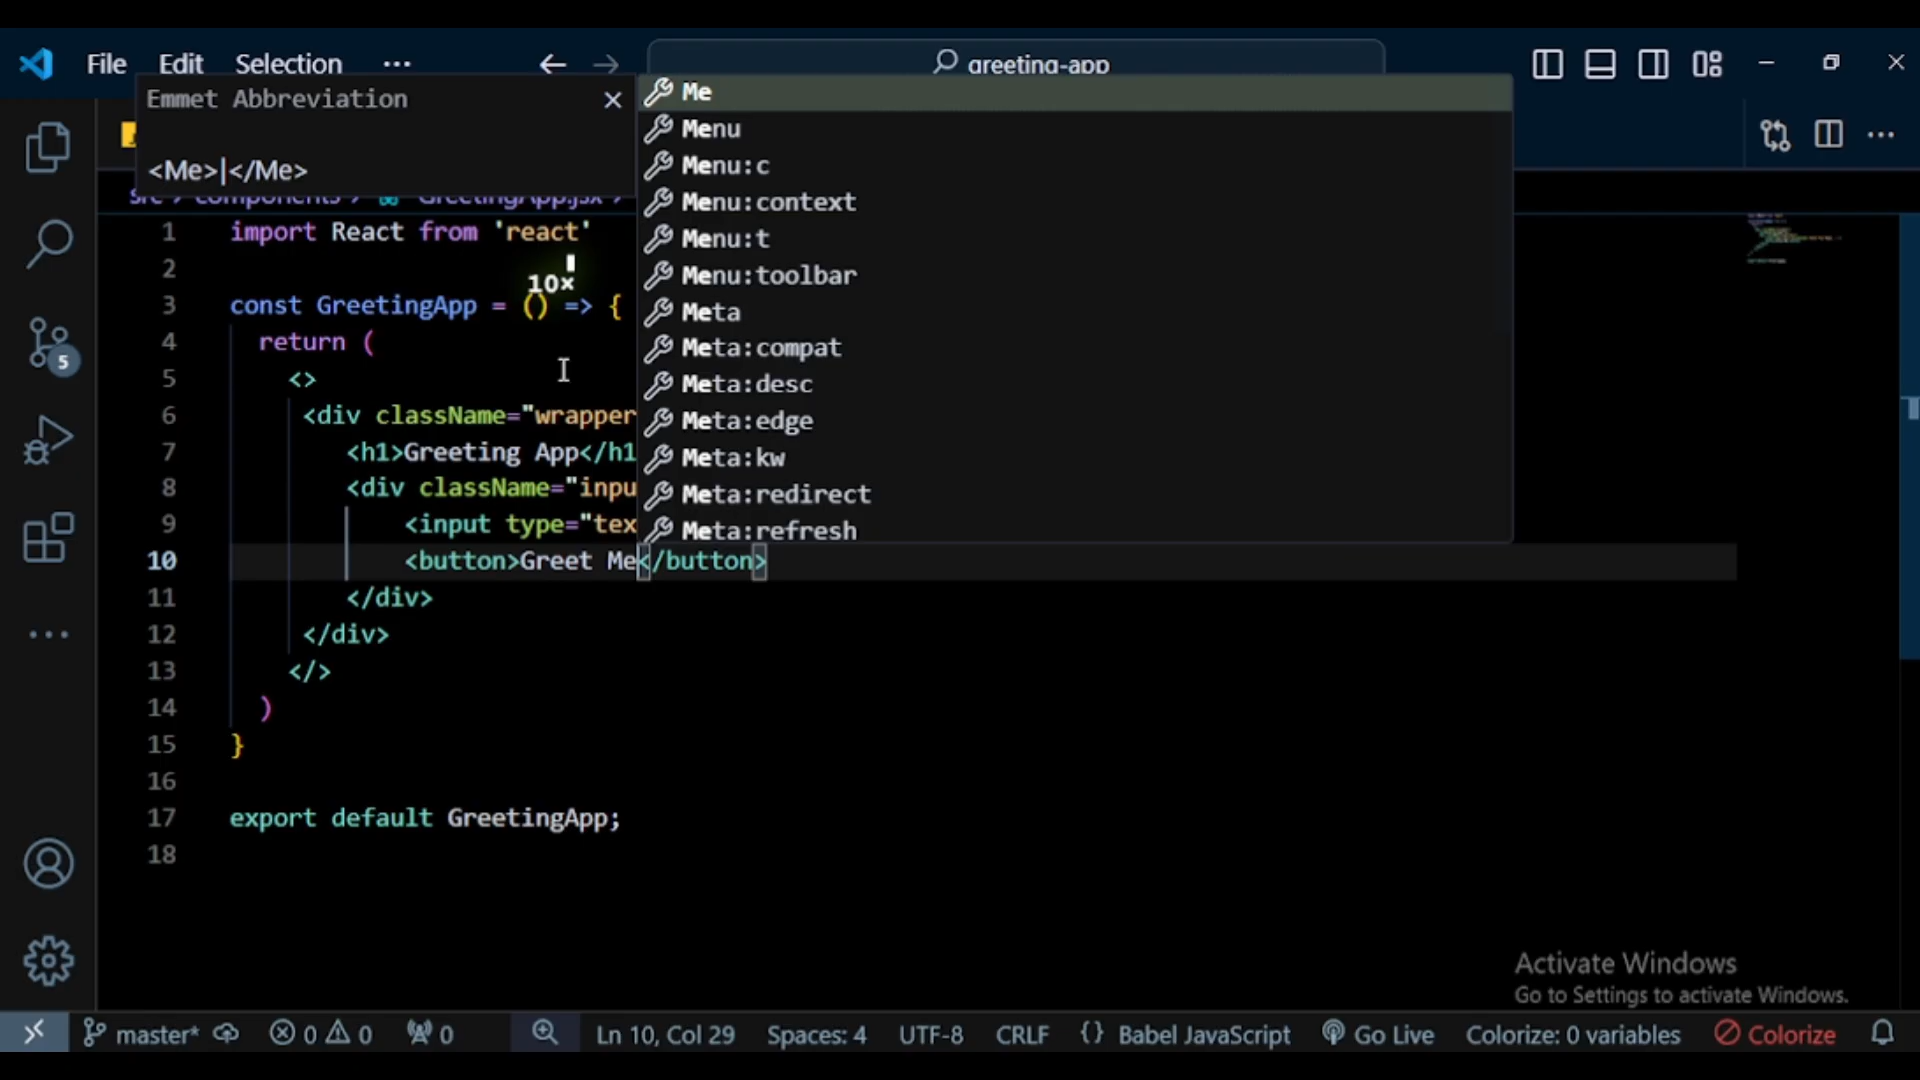 File Edit Selection ···
greeting-app
Emmet Abbreviation
<Me>|</Me>
Me
Menu
Menu:c
Menu:context
Menu:t
Menu:toolbar
Meta
Meta:compat
Meta:desc
Meta:edge
Meta:kw
Meta:redirect
Meta:refresh
src > components > GreetingApp.jsx >
1 import React from 'react'
2
10×
3 const GreetingApp = () => {
4 return (
5 <>
6 <div className="wrapper
7 <h1>Greeting App</h1
8 <div className="inpu
9 <input type="tex
10 <button>Greet Me</button>
11 </div>
12 </div>
13 </>
14 )
15 }
16
17 export default GreetingApp;
18
5
Activate Windows
Go to Settings to activate Windows.
master* 0 0 0 Ln 10, Col 29 Spaces: 4 UTF-8 CRLF {} Babel JavaScript Go Live Colorize: 0 variables Colorize